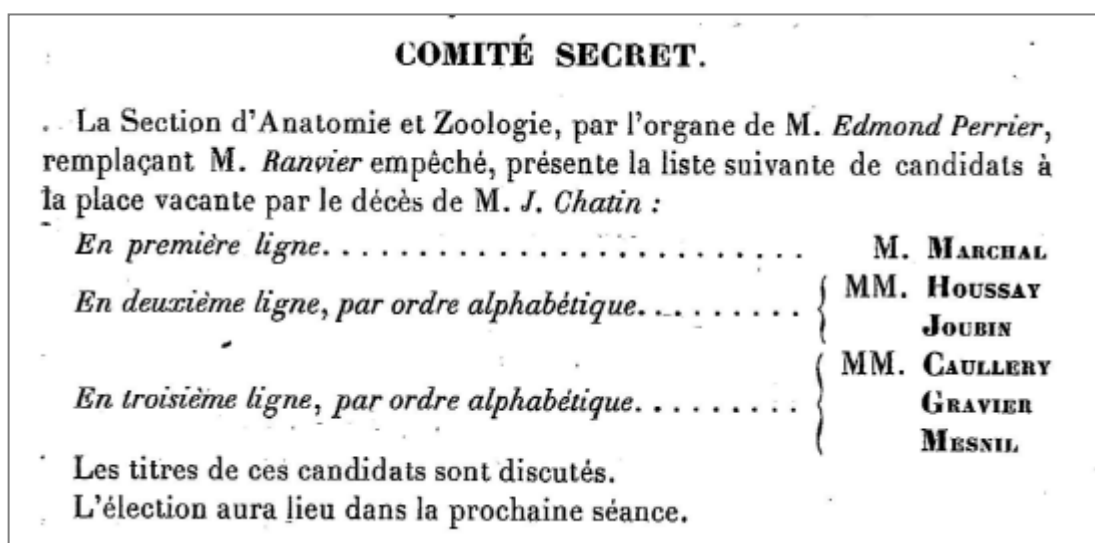 COMITÉ SECRET.
La Section d'Anatomie et Zoologie, par l'organe de M. Edmond Perrier,
remplaçant M. Ranvier empêché, présente la liste suivante de candidats à
la place vacante par le décès de M. J. Chatin :
En première ligne. . . . . . . . . . . . . . . . . . . . . . . . . . M. MARCHAL
En deuxième ligne, par ordre alphabétique. . . . . . . . . { MM. HOUSSAY
JOUBIN
MM. CAULLERY
En troisième ligne, par ordre alphabétique. . . . . . . . . { GRAVIER
MESNIL
Les titres de ces candidats sont discutés.
L'élection aura lieu dans la prochaine séance.